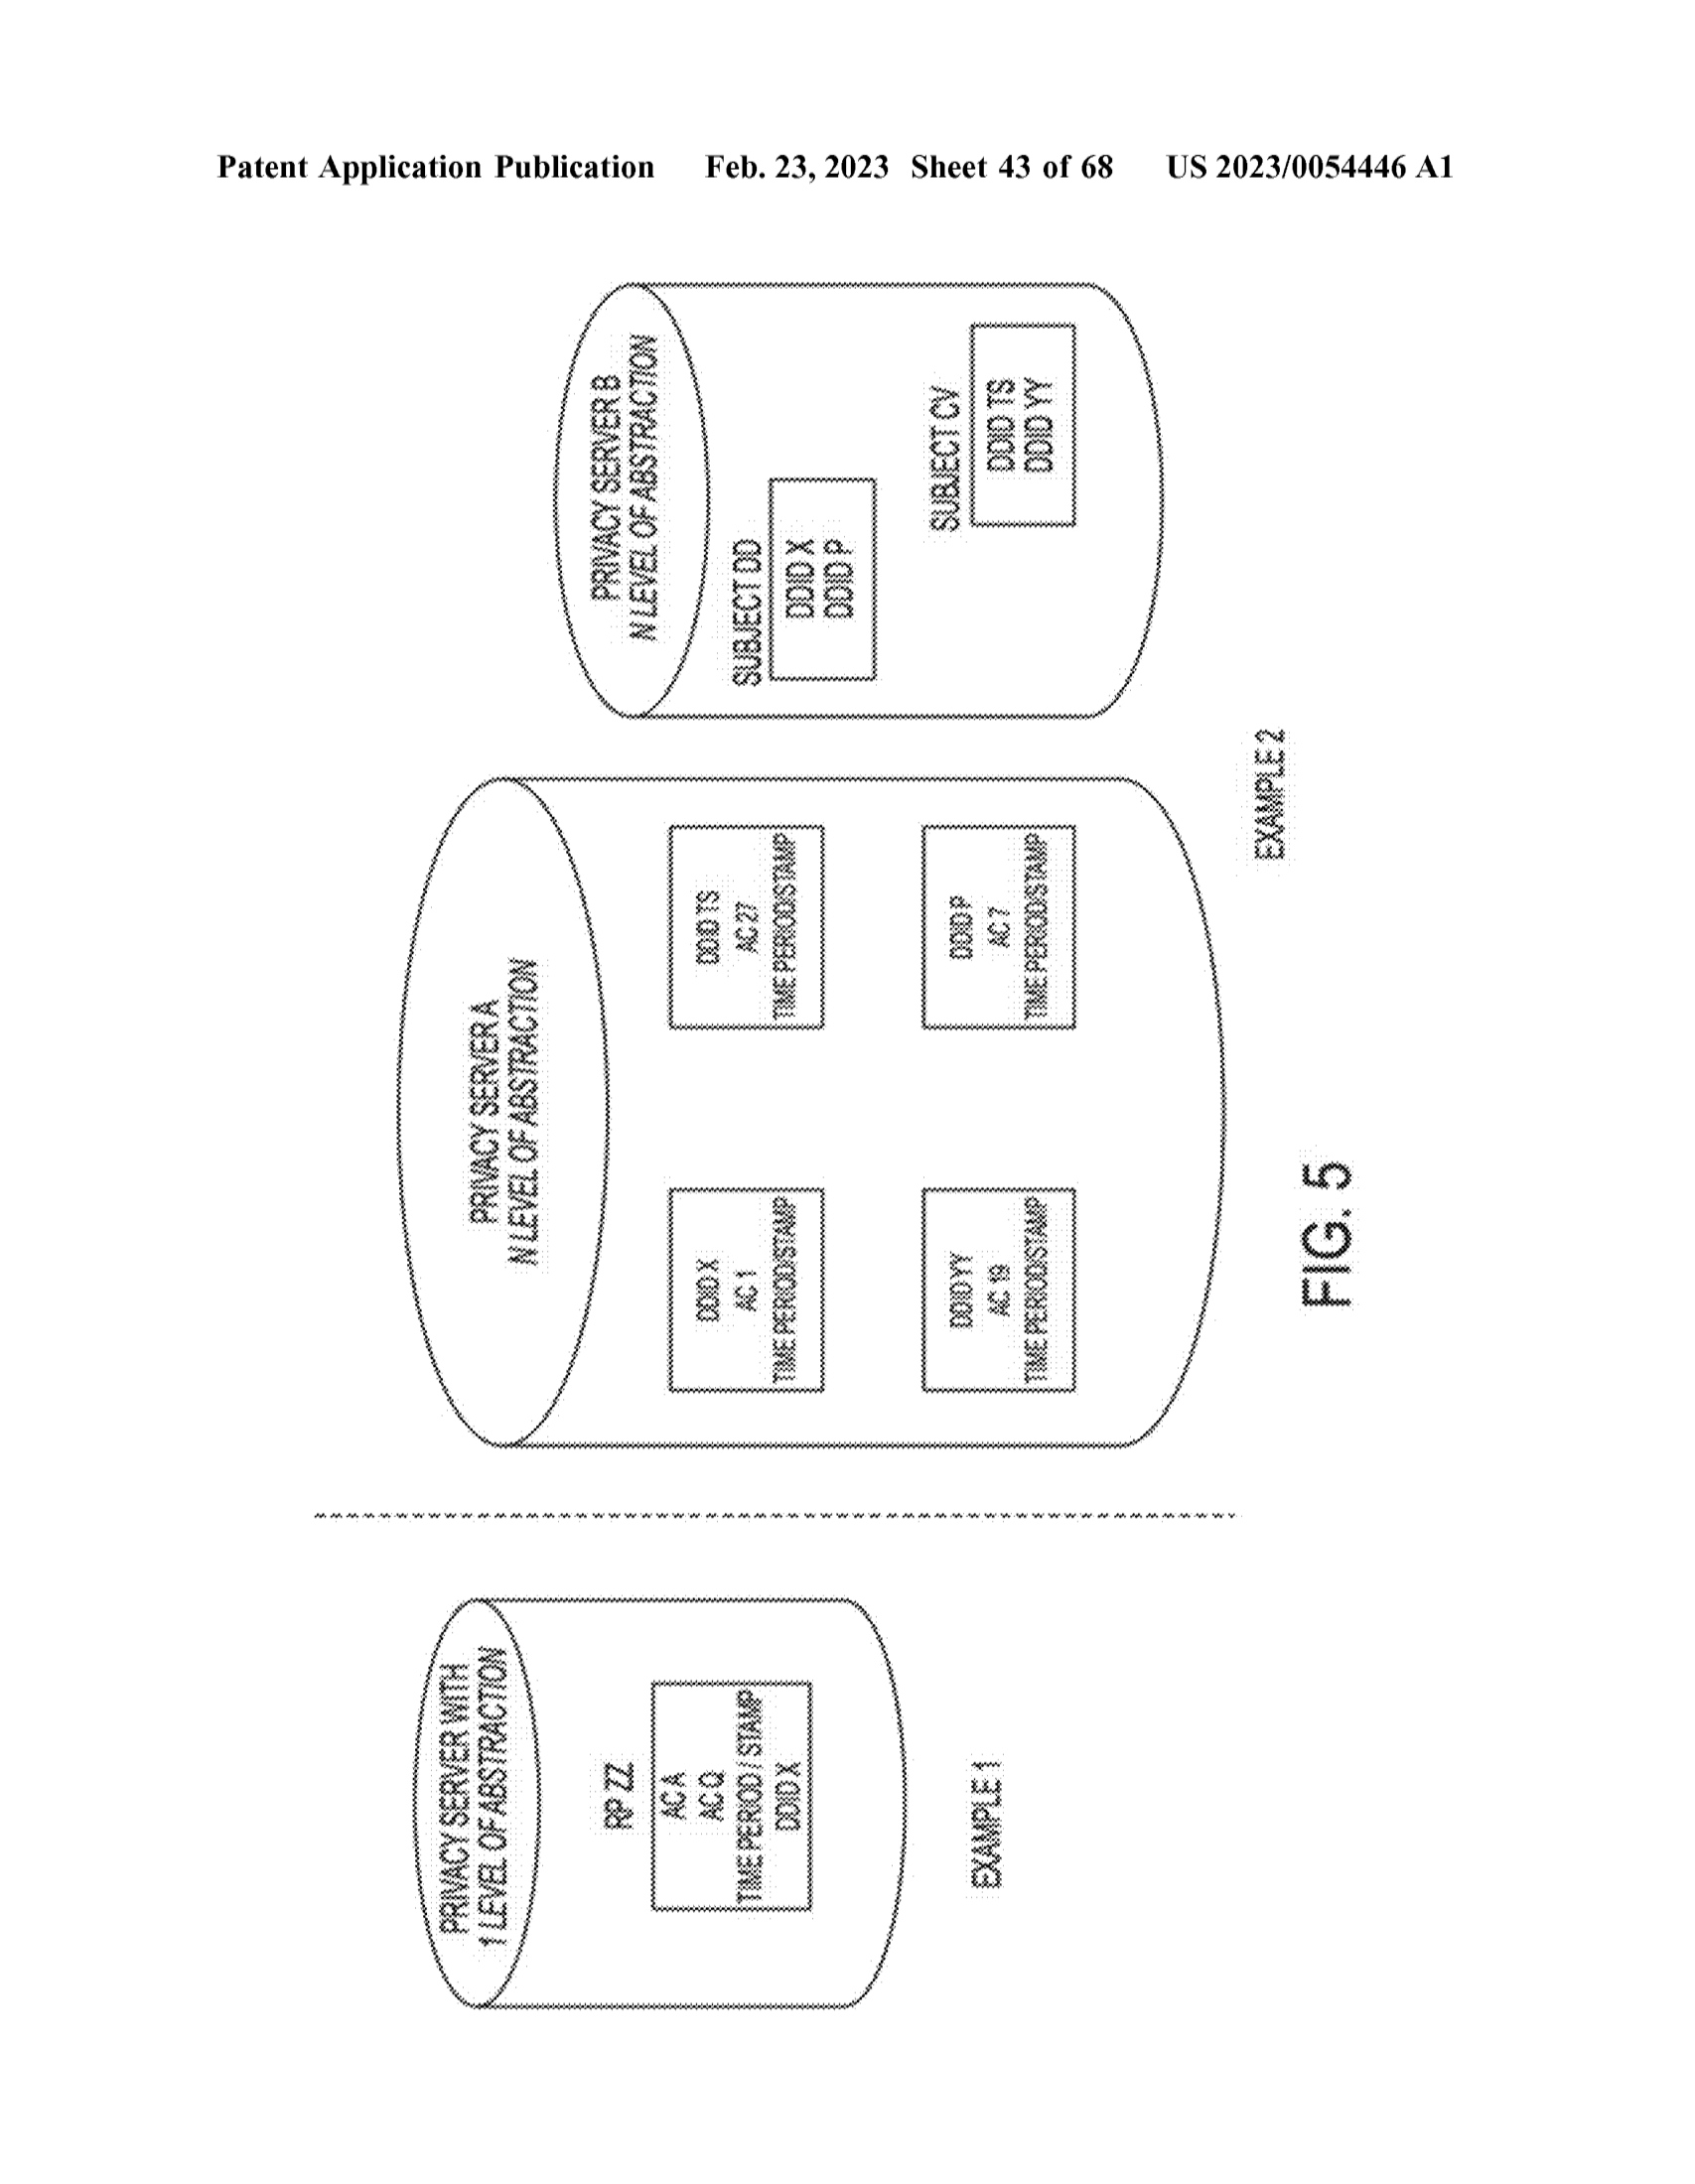 Patent Application Publication Feb. 23, 2023 Sheet 43 of 68 US 2023/0054446 A1
PRIVACY SERVER WITH
1 LEVEL OF ABSTRACTION
RP ZZ
AC A
AC Q
TIME PERIOD / STAMP
DDID X
EXAMPLE 1
PRIVACY SERVER A
N LEVEL OF ABSTRACTION
DDID X
AC 1
TIME PERIOD/STAMP
DDID TS
AC 27
TIME PERIOD/STAMP
DDID YY
AC 19
TIME PERIOD/STAMP
DDID P
AC 7
TIME PERIOD/STAMP
PRIVACY SERVER B
N LEVEL OF ABSTRACTION
SUBJECT DD
DDID X
DDID P
SUBJECT CV
DDID TS
DDID YY
EXAMPLE 2
FIG. 5